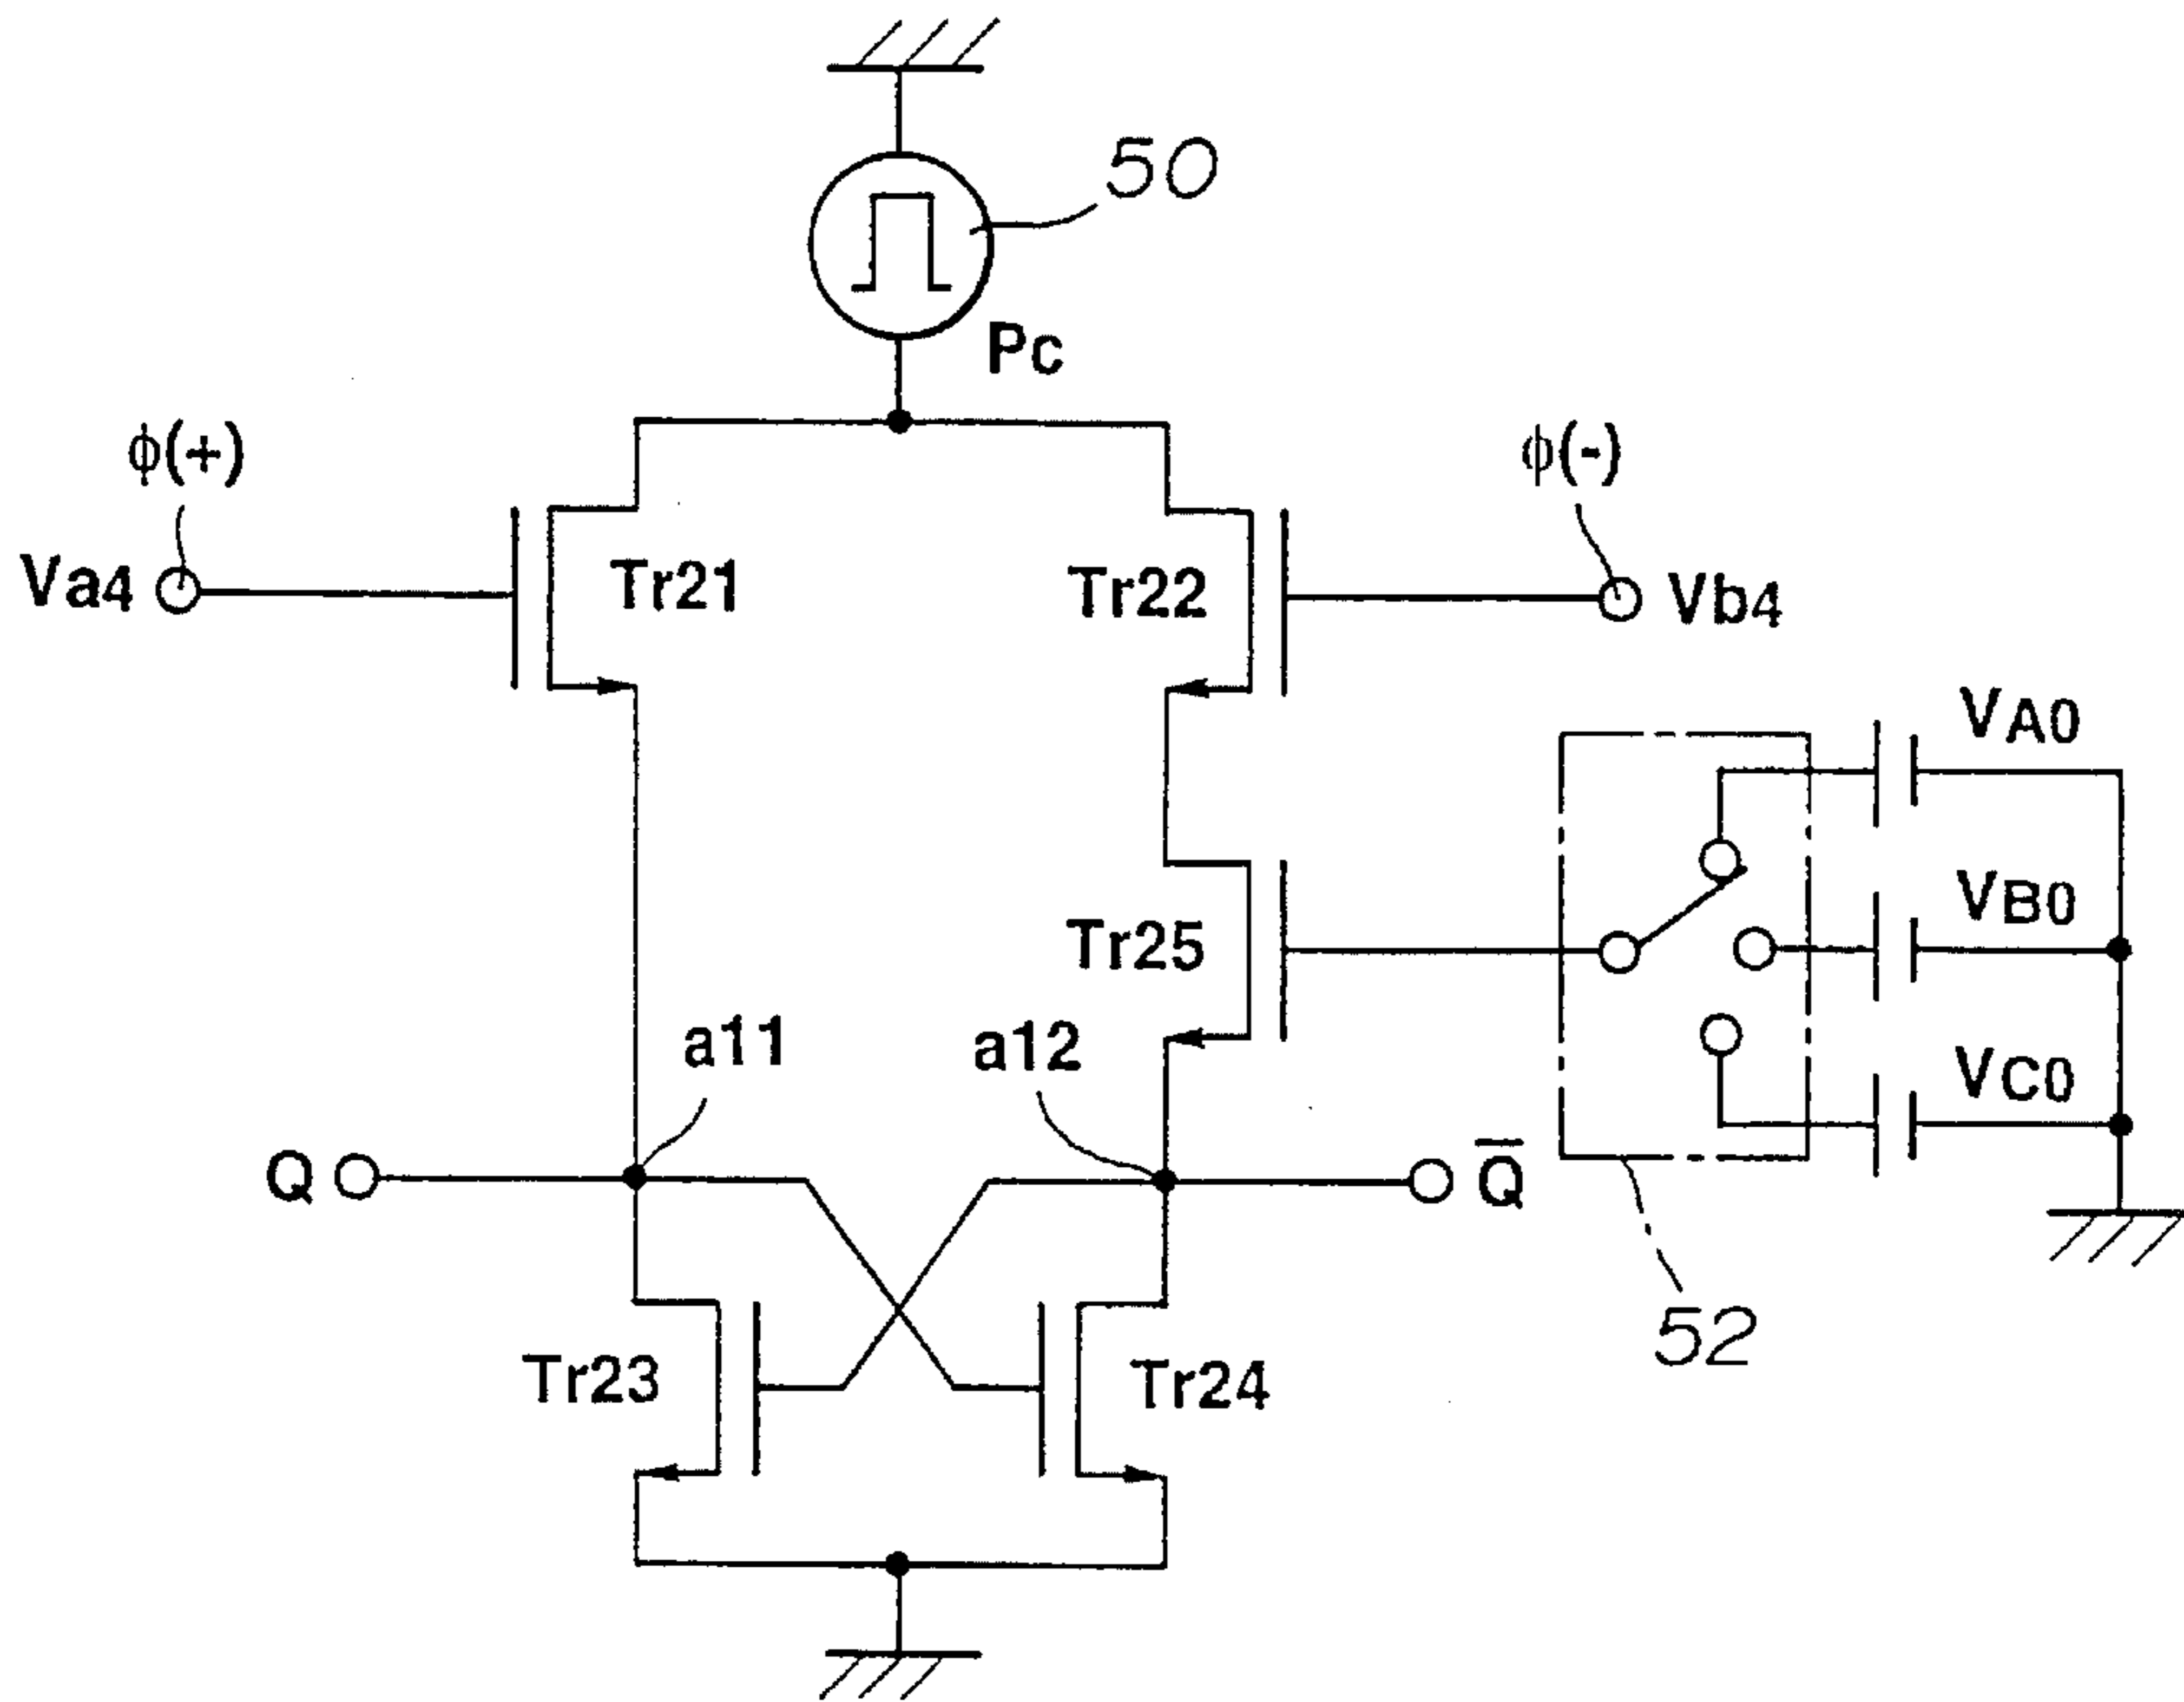 50
Pc
ϕ(+)
ϕ(-)
Va4
Tr21
Tr22
Vb4
VA0
VB0
Tr25
a11
a12
VC0
Q
Q̅
52
Tr23
Tr24